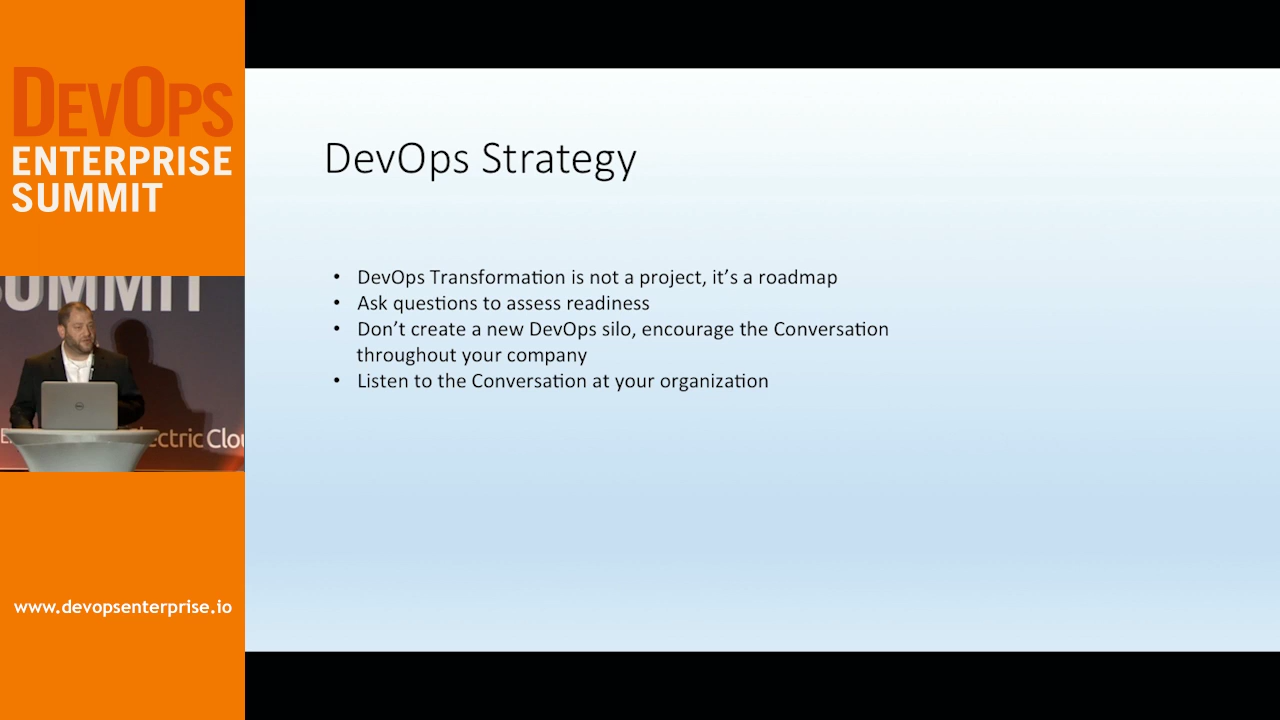 DEVOPS
ENTERPRISE
SUMMIT
SUMMIT
ectric Clou
www.devopsenterprise.io
DevOps Strategy
• DevOps Transformation is not a project, it’s a roadmap
• Ask questions to assess readiness
• Don’t create a new DevOps silo, encourage the Conversation
throughout your company
• Listen to the Conversation at your organization